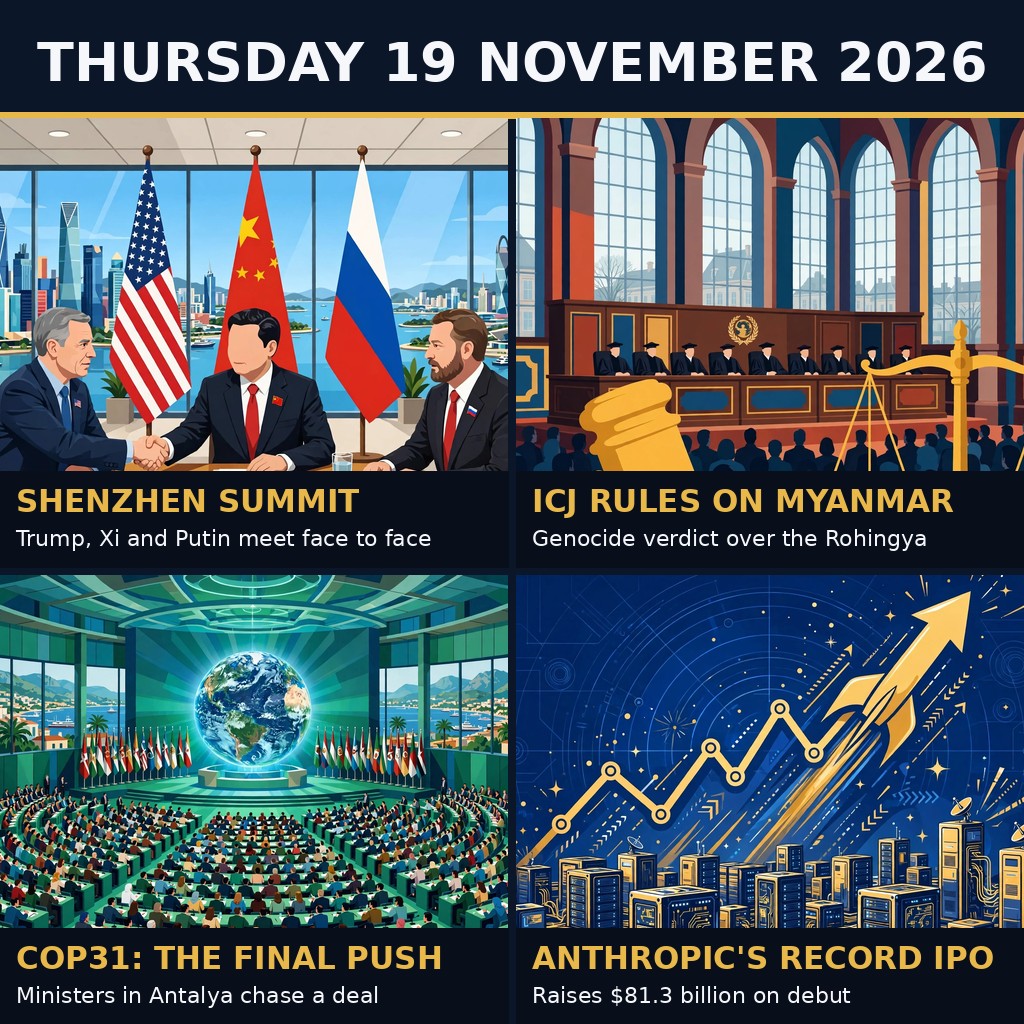 THURSDAY 19 NOVEMBER 2026
SHENZHEN SUMMIT
Trump, Xi and Putin meet face to face
ICJ RULES ON MYANMAR
Genocide verdict over the Rohingya
COP31: THE FINAL PUSH
Ministers in Antalya chase a deal
ANTHROPIC'S RECORD IPO
Raises $81.3 billion on debut